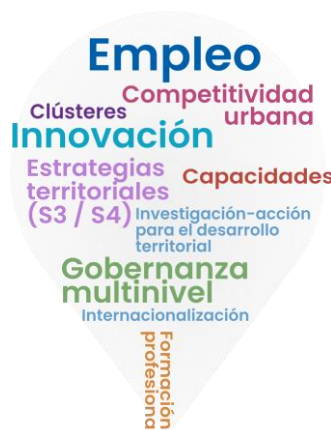 Empleo
Competitividad
urbana
Clústeres
Innovación
Estrategias
territoriales
(S3 / S4)
Capacidades
Investigación-acción
para el desarrollo
territorial
Gobernanza
multinivel
Internacionalización
Formación
profesiona